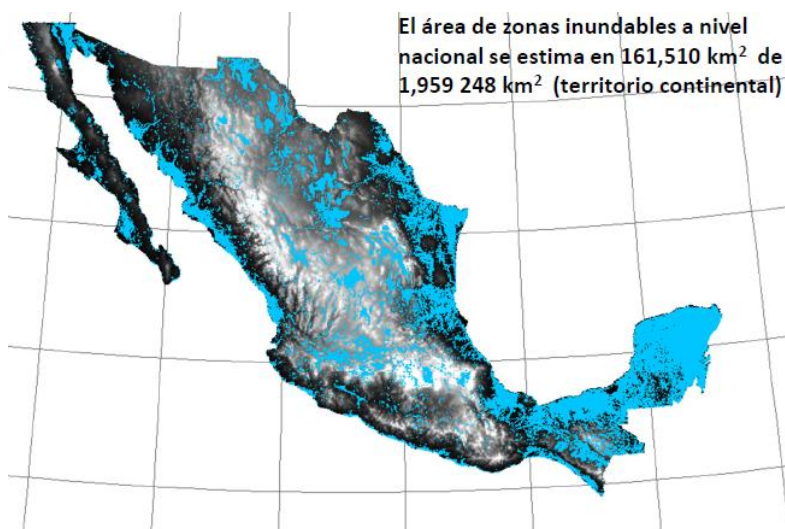 El área de zonas inundables a nivel
nacional se estima en 161,510 km² de
1,959 248 km² (territorio continental)